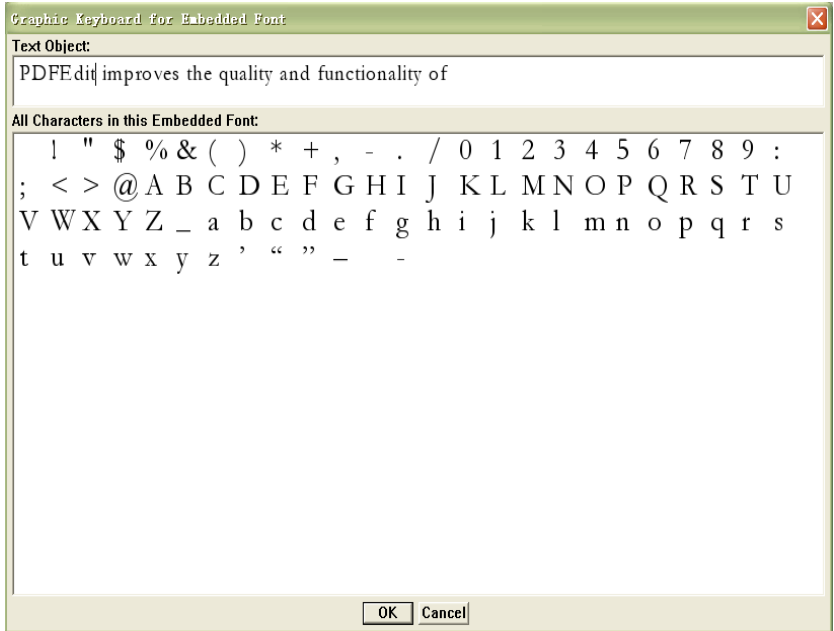 Graphic Keyboard for Embedded Font
Text Object:
PDFEdit improves the quality and functionality of
All Characters in this Embedded Font:
! " $ % & ( ) * + , - . / 0 1 2 3 4 5 6 7 8 9 :
; < > @ A B C D E F G H I J K L M N O P Q R S T U
V W X Y Z _ a b c d e f g h i j k l m n o p q r s
t u v w x y z ’ “ ” – -
OK Cancel